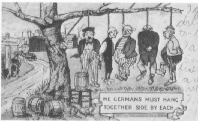 WE GERMANS MUST HANG
TOGETHER SIDE BY EACH